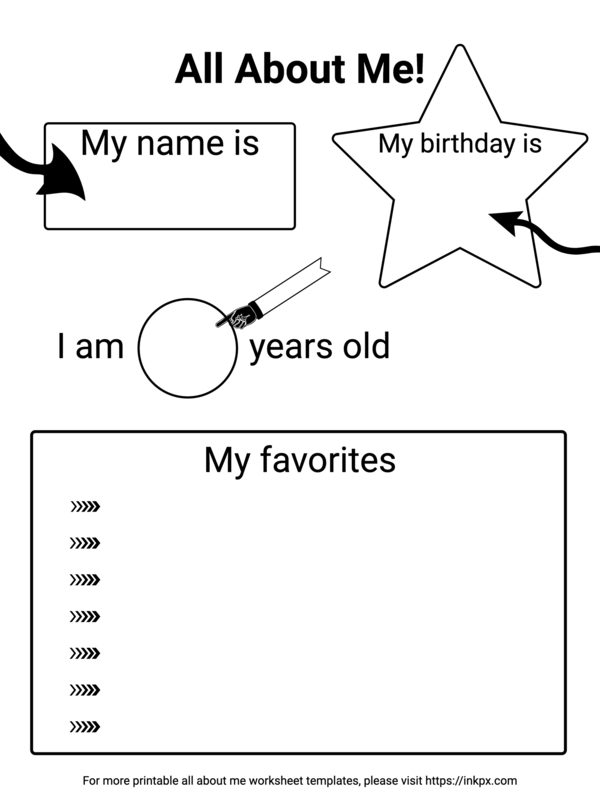 All About Me!
My name is
My birthday is
I am
years old
My favorites
For more printable all about me worksheet templates, please visit https://inkpx.com